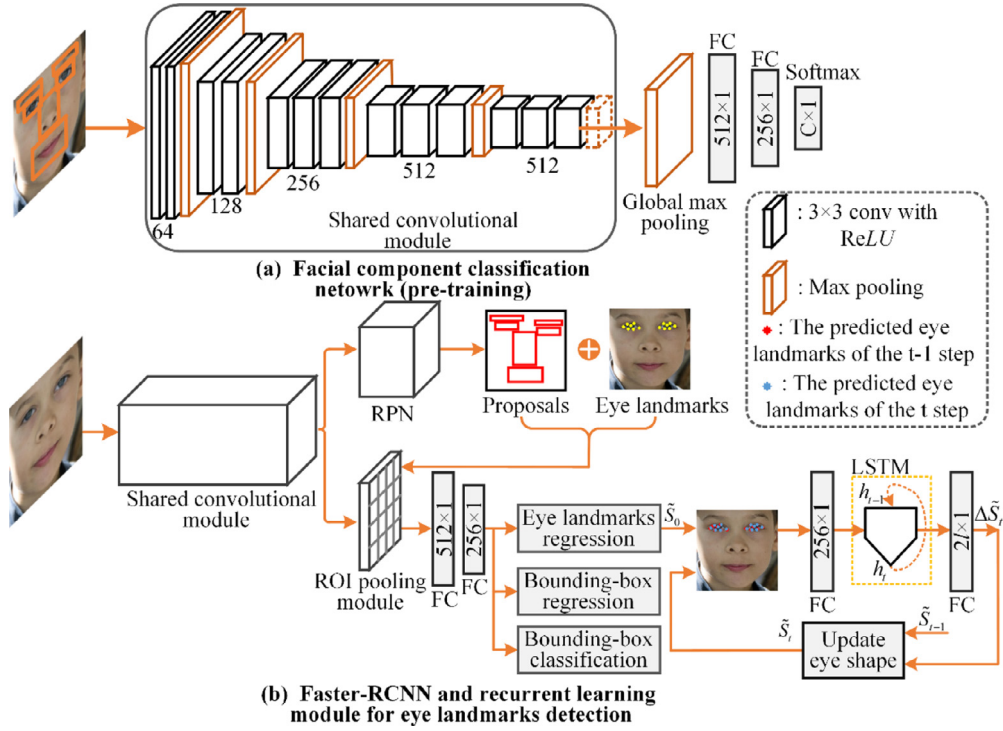 FC
FC
Softmax
512×1
256×1
C×1
64
128
256
512
512
Shared convolutional
module
Global max
pooling
(a) Facial component classification
netowrk (pre-training)
: 3×3 conv with
ReLU
: Max pooling
: The predicted eye
landmarks of the t-1 step
: The predicted eye
landmarks of the t step
RPN
Proposals
Eye landmarks
Shared convolutional
module
ROI pooling
module
512×1
256×1
FC
FC
Eye landmarks
regression
Bounding-box
regression
Bounding-box
classification
S̃₀
256×1
FC
LSTM
hₜ₋₁
hₜ
2l×1
FC
ΔS̃ₜ
S̃ₜ₋₁
S̃ₜ
Update
eye shape
(b) Faster-RCNN and recurrent learning
module for eye landmarks detection